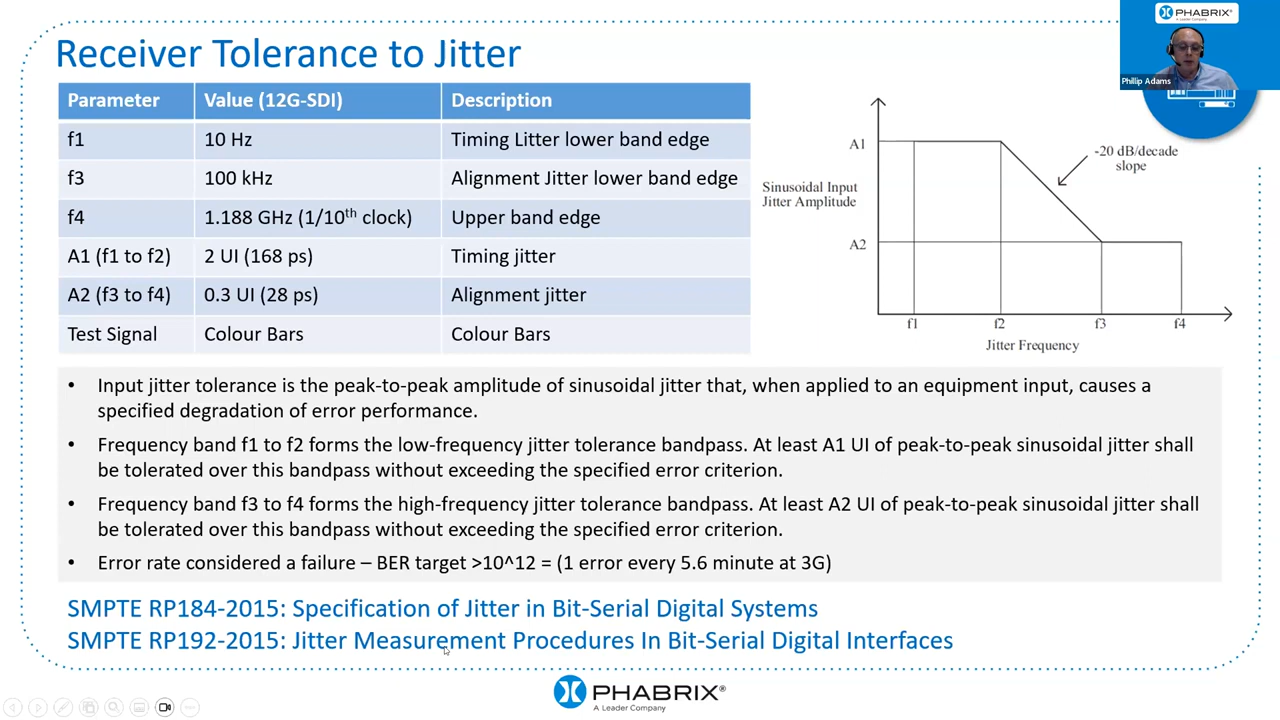 PHABRIX
A Leader Company
Phillip Adams
Receiver Tolerance to Jitter
Parameter Value (12G-SDI) Description
f1 10 Hz Timing Litter lower band edge
f3 100 kHz Alignment Jitter lower band edge
f4 1.188 GHz (1/10th clock) Upper band edge
A1 (f1 to f2) 2 UI (168 ps) Timing jitter
A2 (f3 to f4) 0.3 UI (28 ps) Alignment jitter
Test Signal Colour Bars Colour Bars
A1
-20 dB/decade
slope
Sinusoidal Input
Jitter Amplitude
A2
f1 f2 f3 f4
Jitter Frequency
• Input jitter tolerance is the peak-to-peak amplitude of sinusoidal jitter that, when applied to an equipment input, causes a
specified degradation of error performance.
• Frequency band f1 to f2 forms the low-frequency jitter tolerance bandpass. At least A1 UI of peak-to-peak sinusoidal jitter shall
be tolerated over this bandpass without exceeding the specified error criterion.
• Frequency band f3 to f4 forms the high-frequency jitter tolerance bandpass. At least A2 UI of peak-to-peak sinusoidal jitter shall
be tolerated over this bandpass without exceeding the specified error criterion.
• Error rate considered a failure – BER target >10^12 = (1 error every 5.6 minute at 3G)
SMPTE RP184-2015: Specification of Jitter in Bit-Serial Digital Systems
SMPTE RP192-2015: Jitter Measurement Procedures In Bit-Serial Digital Interfaces
PHABRIX®
A Leader Company